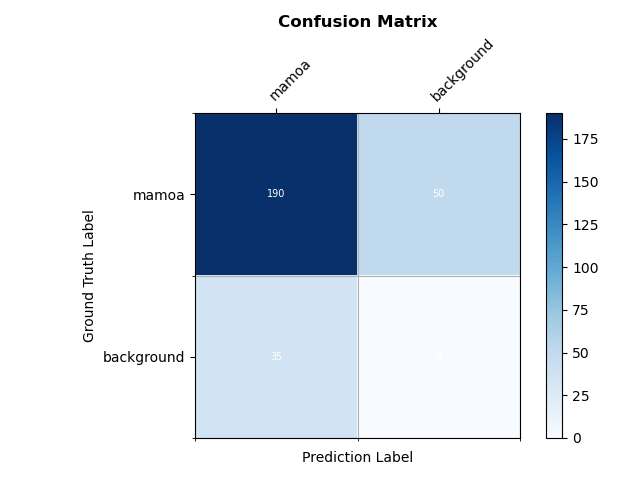 Confusion Matrix
mamoa
background
mamoa
190
50
background
35
Ground Truth Label
Prediction Label
175
150
125
100
75
50
25
0